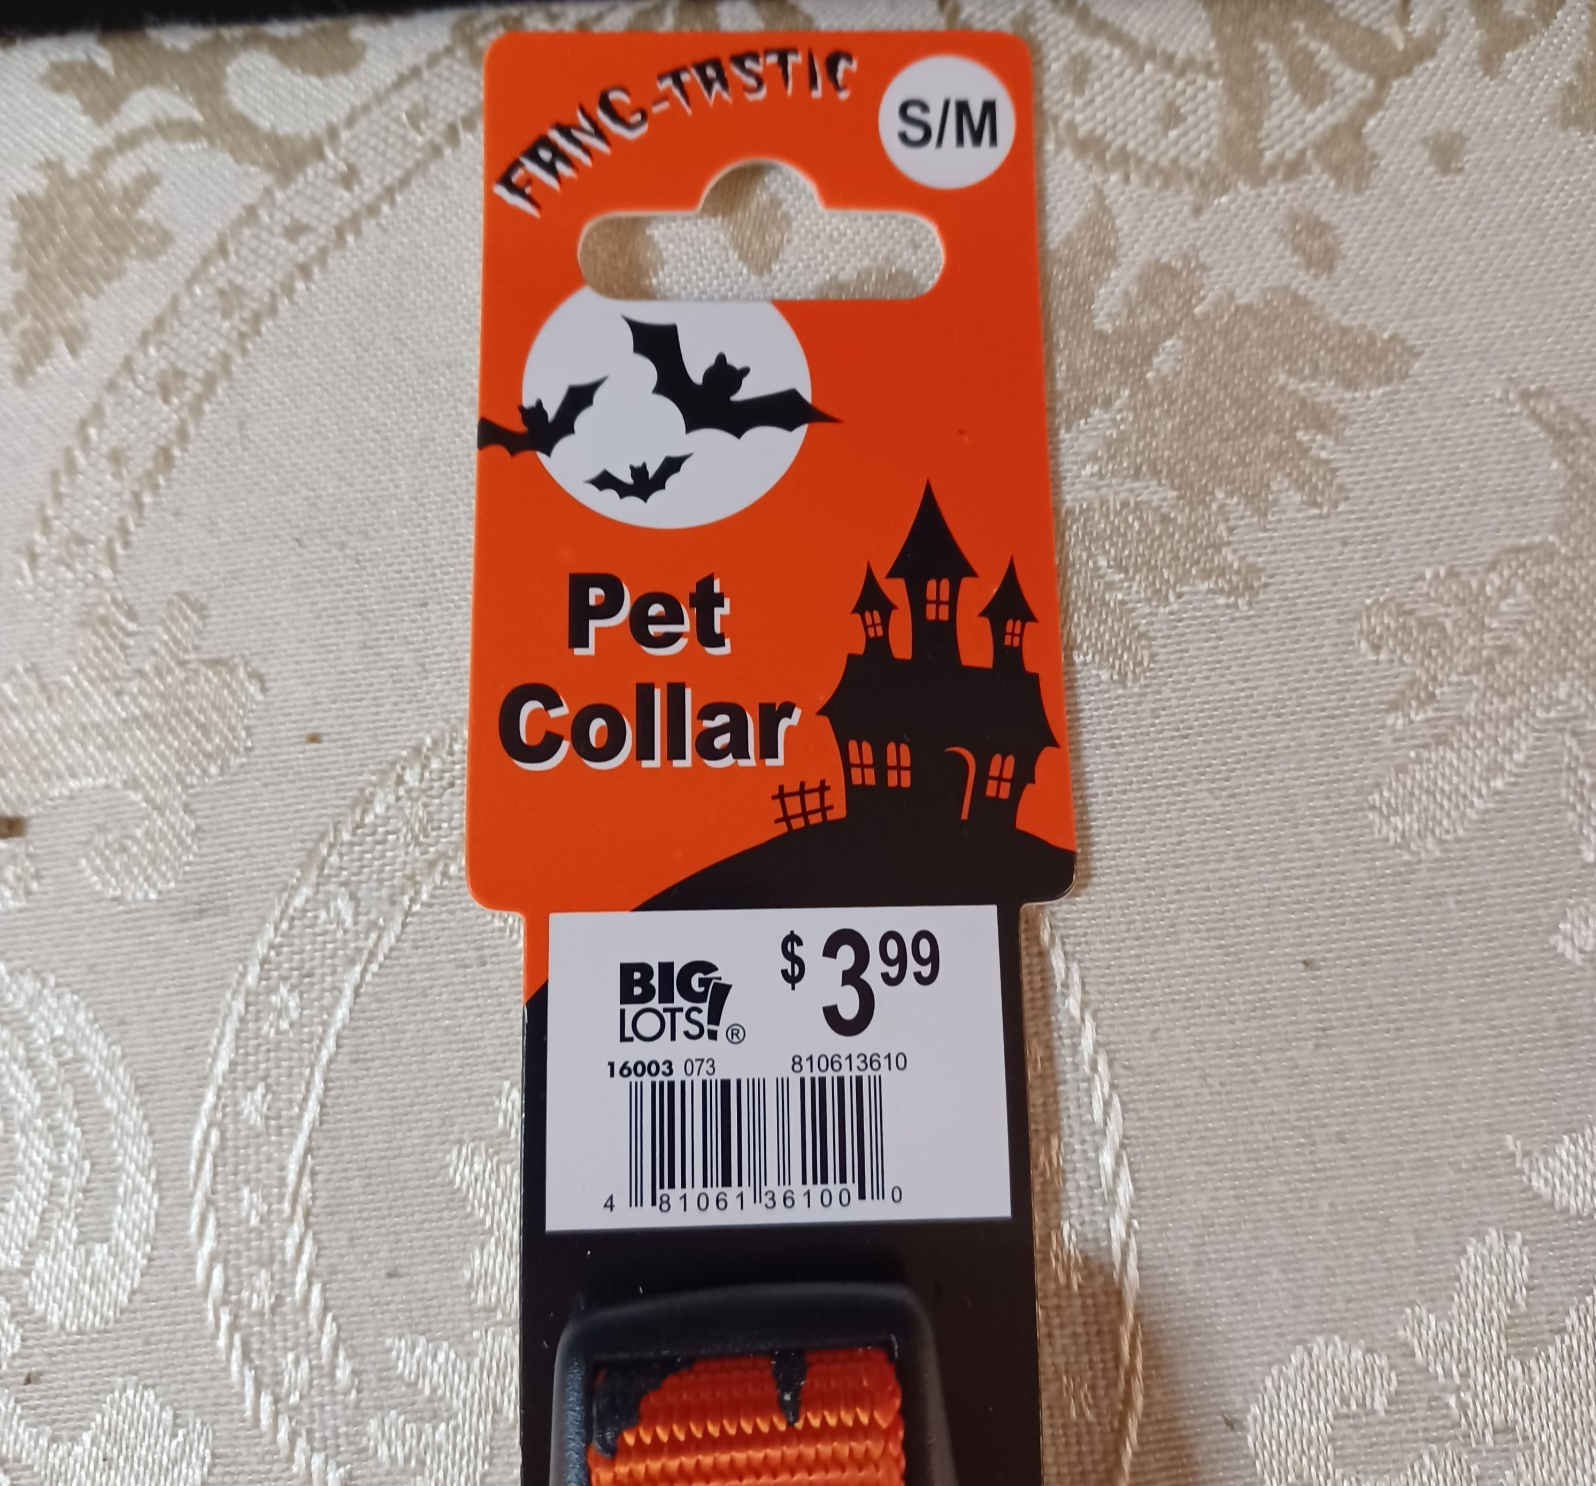 FANG-TASTIC
S/M
Pet
Collar
BIG
LOTS!®
$3.99
16003 073 810613610
4 81061 36100 0